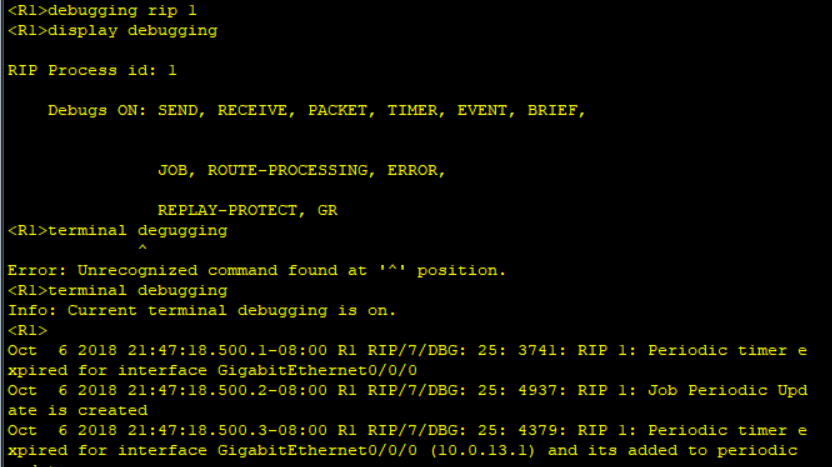 <R1>debugging rip 1
<R1>display debugging
RIP Process id: 1
Debugs ON: SEND, RECEIVE, PACKET, TIMER, EVENT, BRIEF,
JOB, ROUTE-PROCESSING, ERROR,
REPLAY-PROTECT, GR
<R1>terminal degugging
^
Error: Unrecognized command found at '^' position.
<R1>terminal debugging
Info: Current terminal debugging is on.
<R1>
Oct  6 2018 21:47:18.500.1-08:00 R1 RIP/7/DBG: 25: 3741: RIP 1: Periodic timer e
xpired for interface GigabitEthernet0/0/0
Oct  6 2018 21:47:18.500.2-08:00 R1 RIP/7/DBG: 25: 4937: RIP 1: Job Periodic Upd
ate is created
Oct  6 2018 21:47:18.500.3-08:00 R1 RIP/7/DBG: 25: 4379: RIP 1: Periodic timer e
xpired for interface GigabitEthernet0/0/0 (10.0.13.1) and its added to periodic